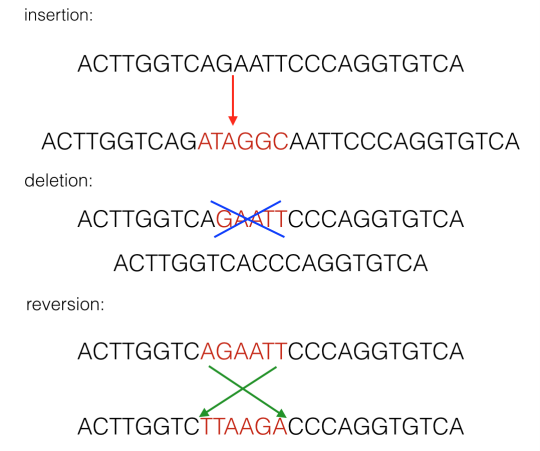 insertion:
ACTTGGTCAGAATTCCCAGGTGTCA
ACTTGGTCAGATAGGCAATTCCCAGGTGTCA
deletion:
ACTTGGTCAGAATTCCCAGGTGTCA
ACTTGGTCACCCAGGTGTCA
reversion:
ACTTGGTCAGAATTCCCAGGTGTCA
ACTTGGTCTTAAGACCCAGGTGTCA